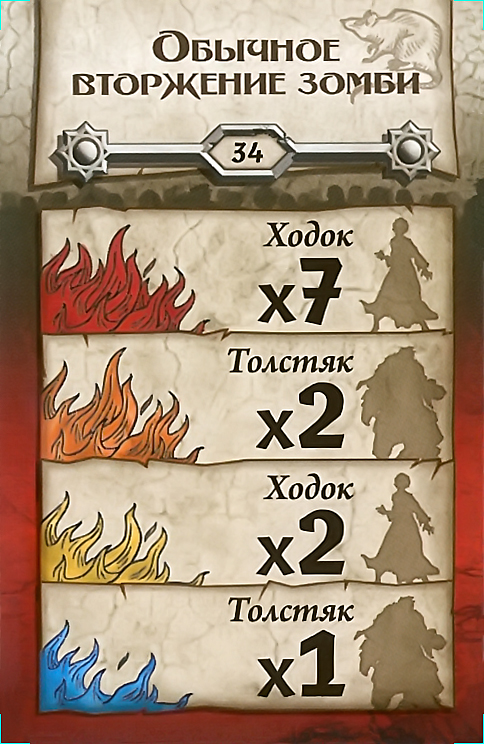 Обычное
вторжение зомби
34
Ходок
x7
Толстяк
x2
Ходок
x2
Толстяк
x1